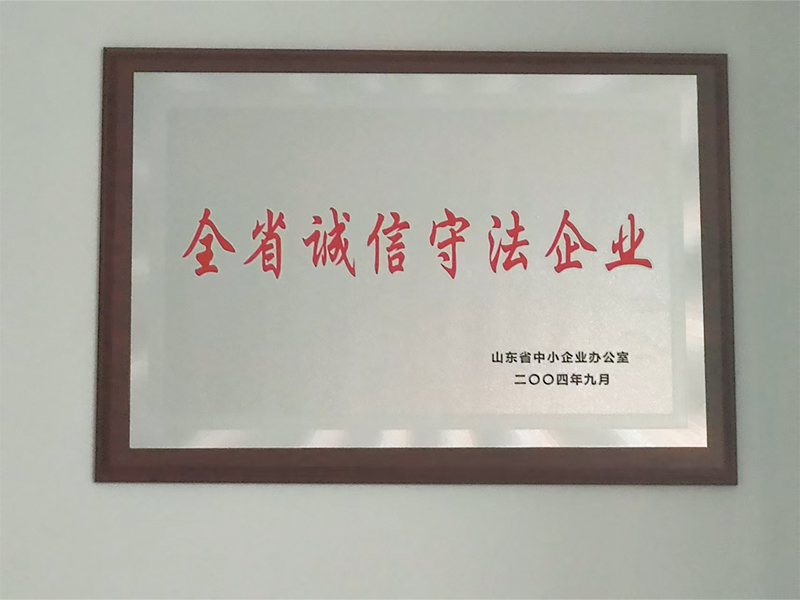 全省诚信守法企业
山东省中小企业办公室
二〇〇四年九月